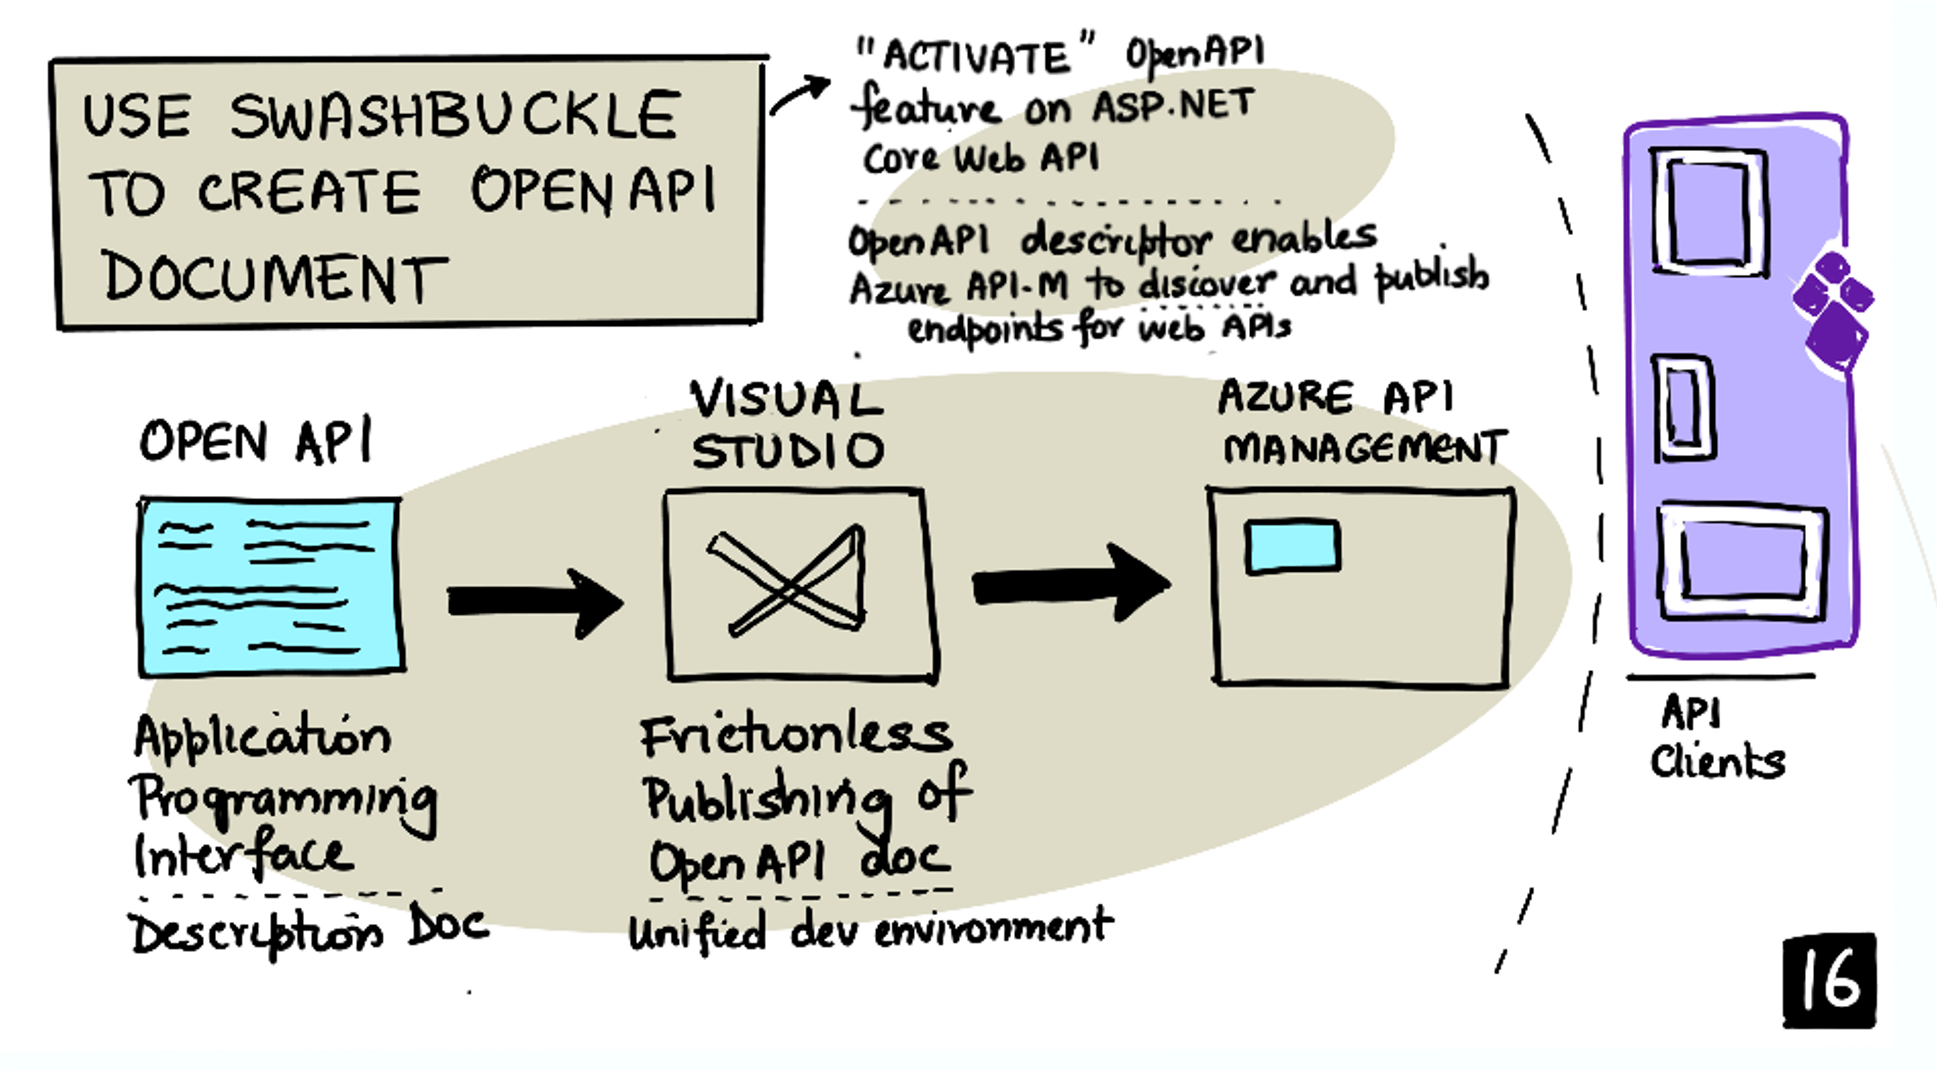 USE SWASHBUCKLE
TO CREATE OPENAPI
DOCUMENT
"ACTIVATE" OpenAPI
feature on ASP.NET
Core Web API
OpenAPI descriptor enables
Azure API-M to discover and publish
endpoints for web APIs
OPEN API
Application
Programming
Interface
Description Doc
VISUAL
STUDIO
Frictionless
Publishing of
OpenAPI doc
Unified dev environment
AZURE API
MANAGEMENT
API
Clients
16